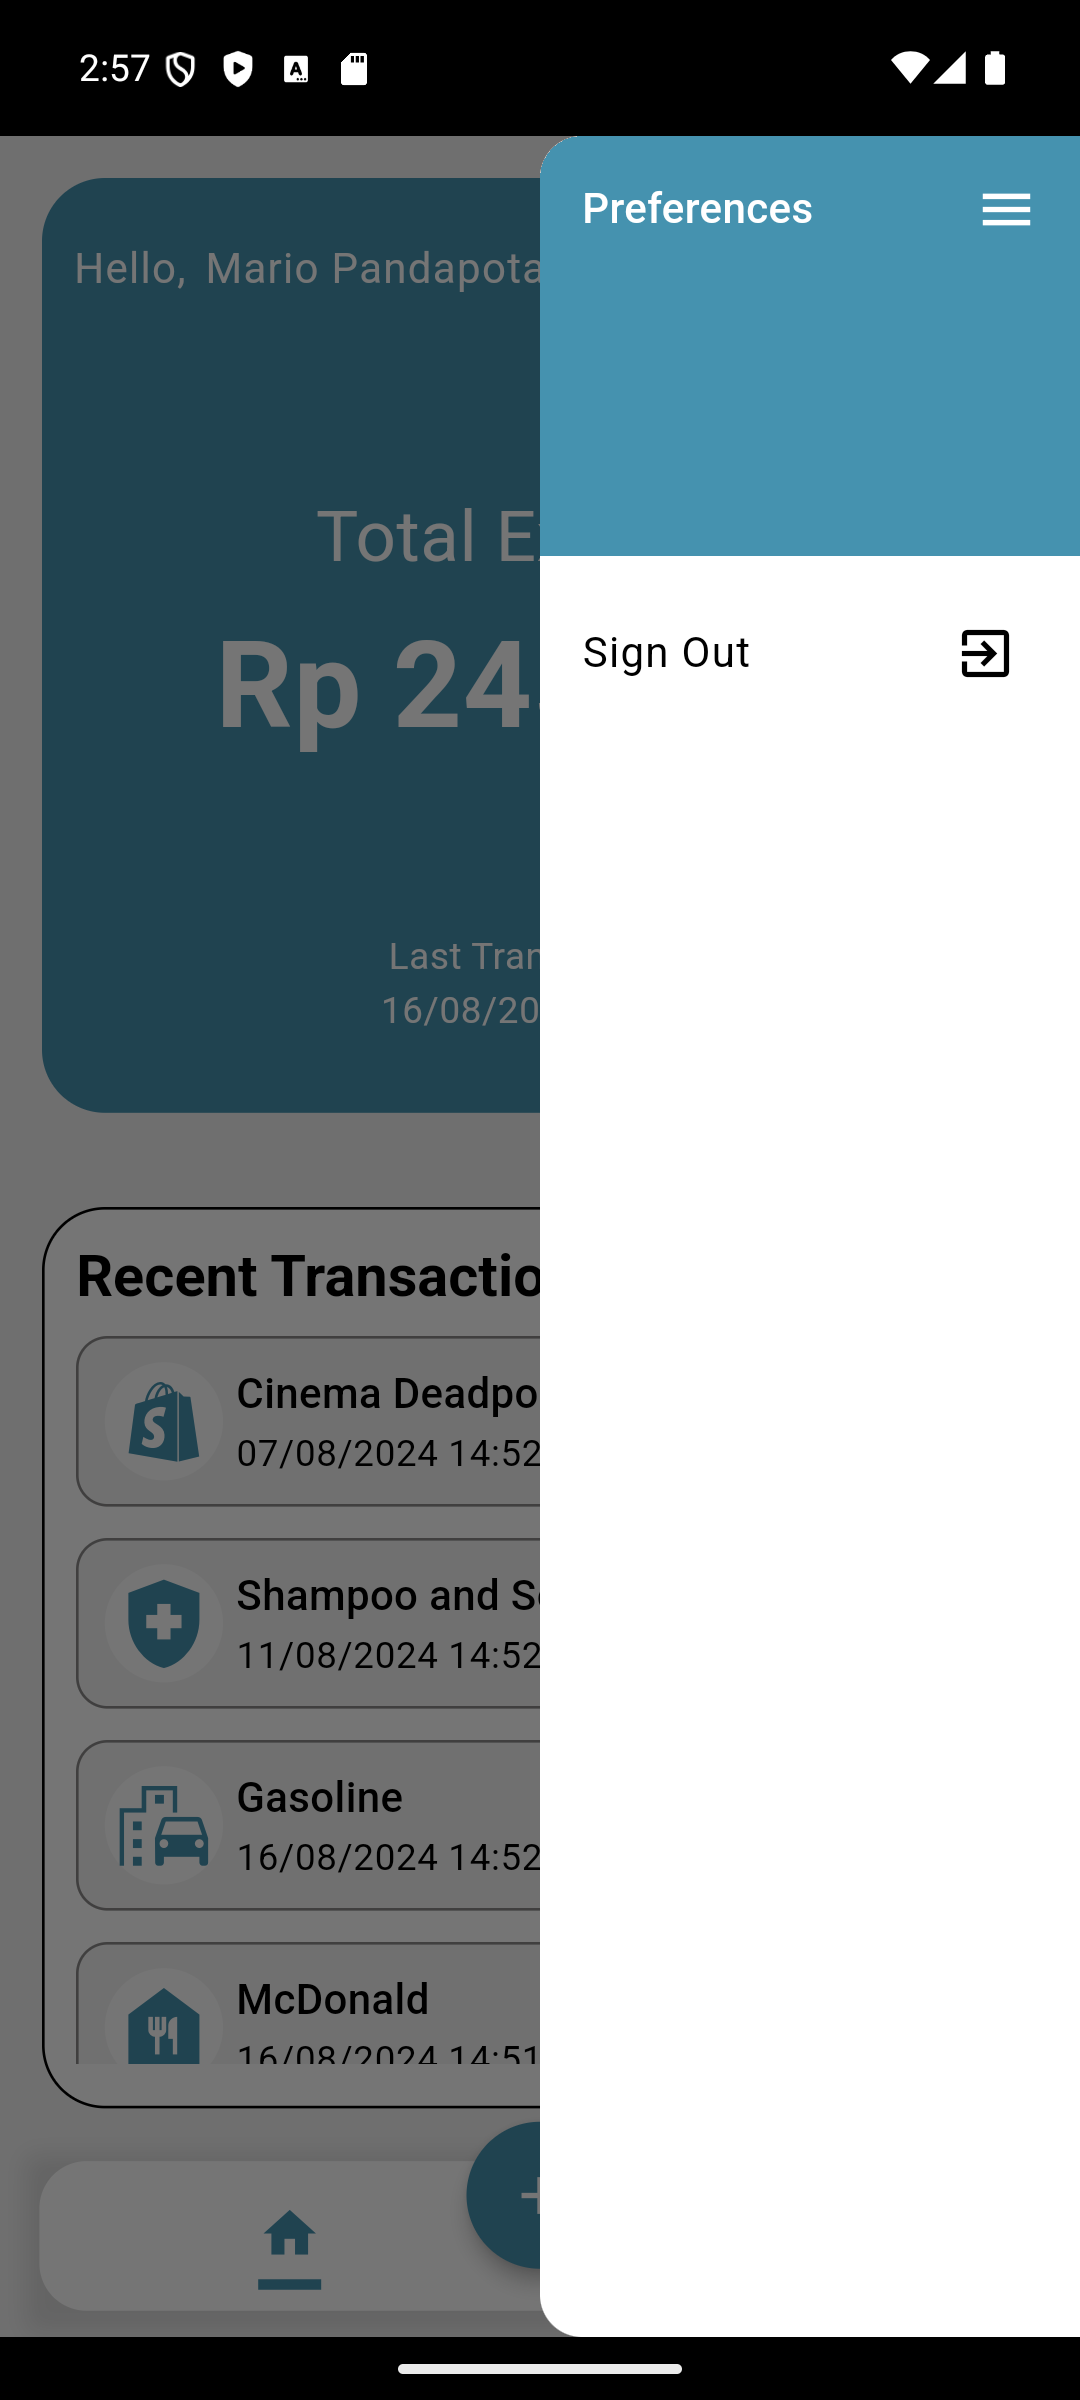 2:57
Preferences
Hello, Mario Pandapota
Total E
Sign Out
Rp 24
Last Tran
16/08/20
Recent Transactio
Cinema Deadpo
07/08/2024 14:52
Shampoo and S
11/08/2024 14:52
Gasoline
16/08/2024 14:52
McDonald
16/08/2024 14:51